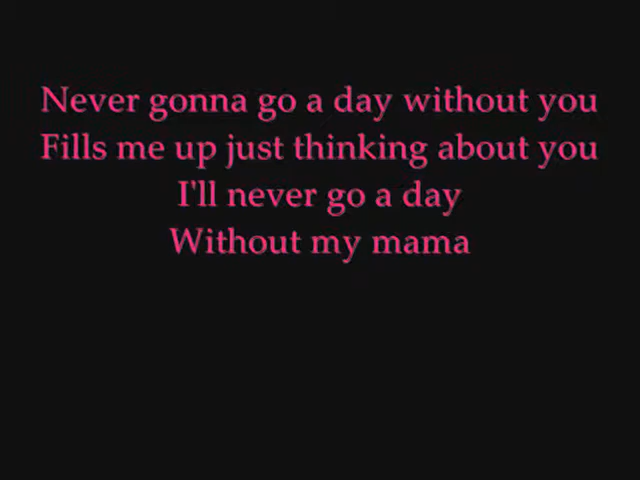 Never gonna go a day without you
Fills me up just thinking about you
I'll never go a day
Without my mama